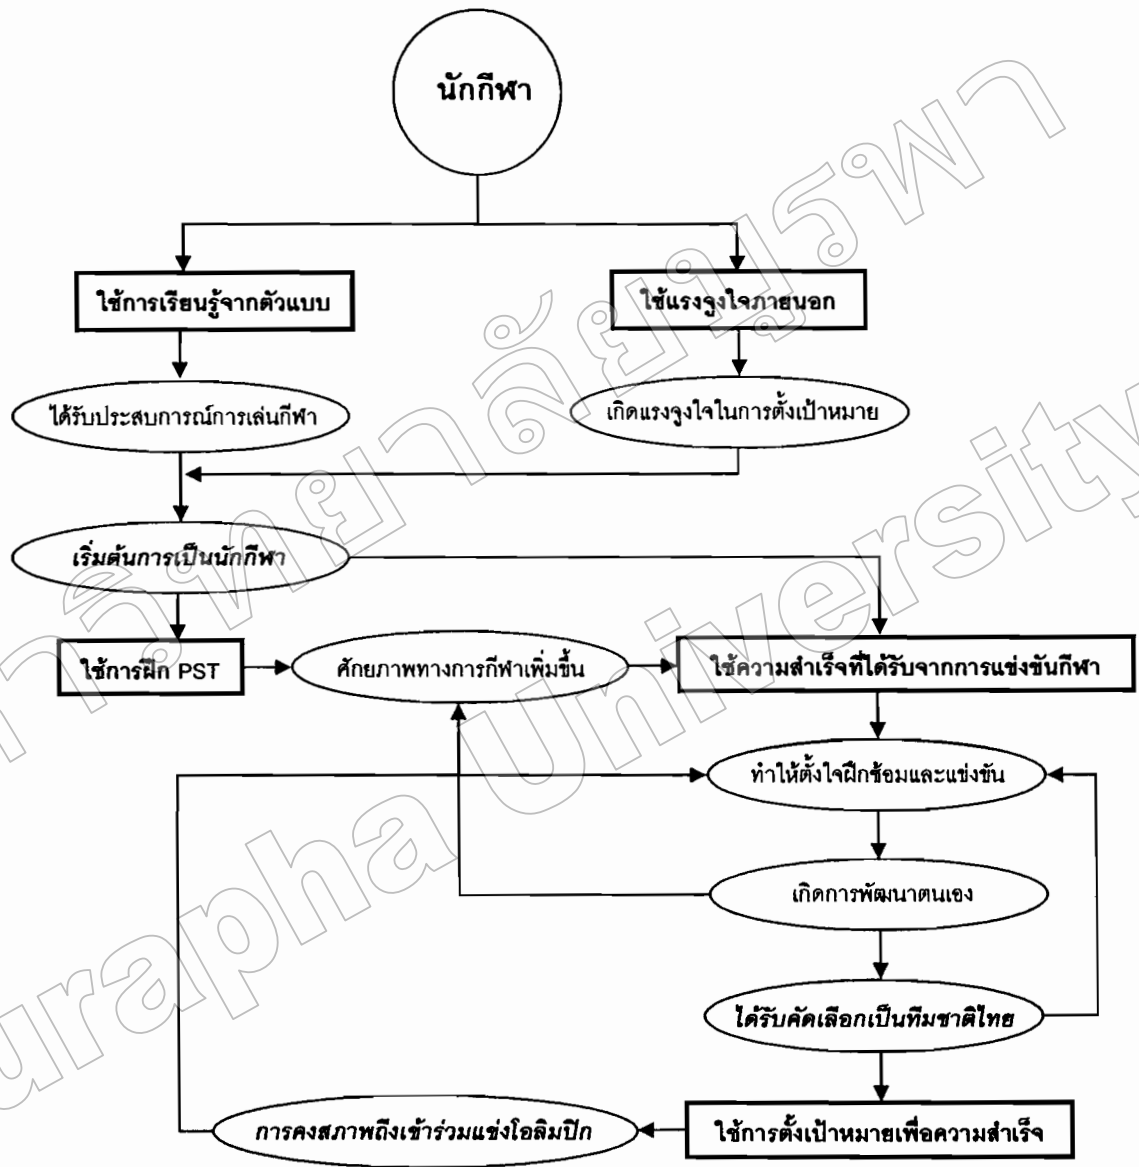 นักกีฬา
ใช้การเรียนรู้จากตัวแบบ
ใช้แรงจูงใจภายนอก
ได้รับประสบการณ์การเล่นกีฬา
เกิดแรงจูงใจในการตั้งเป้าหมาย
เริ่มต้นการเป็นนักกีฬา
ใช้การฝึก PST
ศักยภาพทางการกีฬาเพิ่มขึ้น
ใช้ความสำเร็จที่ได้รับจากการแข่งขันกีฬา
ทำให้ตั้งใจฝึกซ้อมและแข่งขัน
เกิดการพัฒนาตนเอง
ได้รับคัดเลือกเป็นทีมชาติไทย
การคงสภาพถึงเข้าร่วมแข่งโอลิมปิก
ใช้การตั้งเป้าหมายเพื่อความสำเร็จ
าวิทยาลัยบูรพา
urapha University